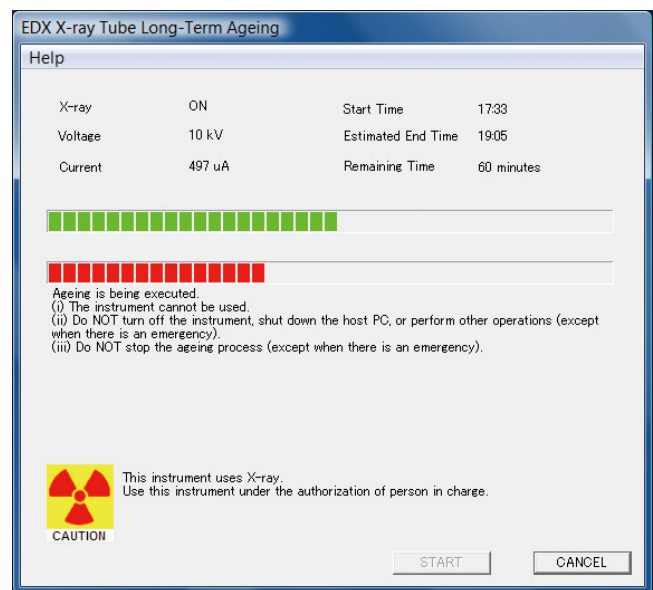 EDX X-ray Tube Long-Term Ageing
Help
X-ray ON Start Time 17:33
Voltage 10 kV Estimated End Time 19:05
Current 497 uA Remaining Time 60 minutes
Ageing is being executed.
(i) The instrument cannot be used.
(ii) Do NOT turn off the instrument, shut down the host PC, or perform other operations (except
when there is an emergency).
(iii) Do NOT stop the ageing process (except when there is an emergency).
This instrument uses X-ray.
Use this instrument under the authorization of person in charge.
CAUTION
START CANCEL